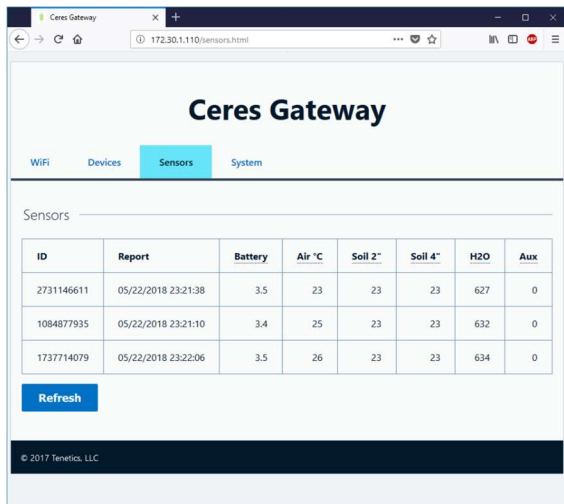 Ceres Gateway
172.30.1.110/sensors.html
ABP
Ceres Gateway
WiFi Devices Sensors System
Sensors
ID Report Battery Air °C Soil 2" Soil 4" H2O Aux
2731146611 05/22/2018 23:21:38 3.5 23 23 23 627 0
1084877935 05/22/2018 23:21:10 3.4 25 23 23 632 0
1737714079 05/22/2018 23:22:06 3.5 26 23 23 634 0
Refresh
© 2017 Tenetics, LLC